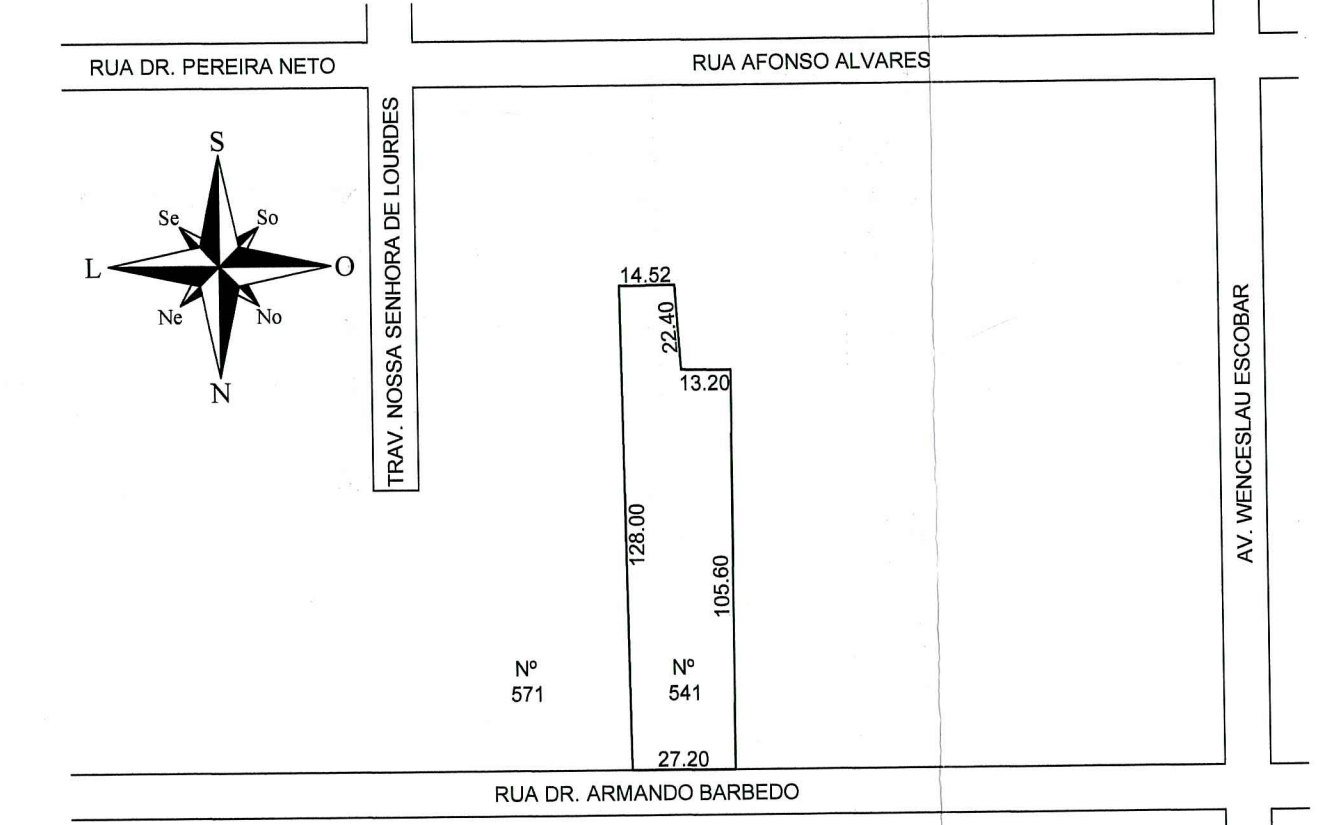 RUA DR. PEREIRA NETO
RUA AFONSO ALVARES
TRAV. NOSSA SENHORA DE LOURDES
S
Se
So
L
O
Ne
No
N
14.52
22.40
13.20
128.00
105.60
AV. WENCESLAU ESCOBAR
Nº
571
Nº
541
27.20
RUA DR. ARMANDO BARBEDO